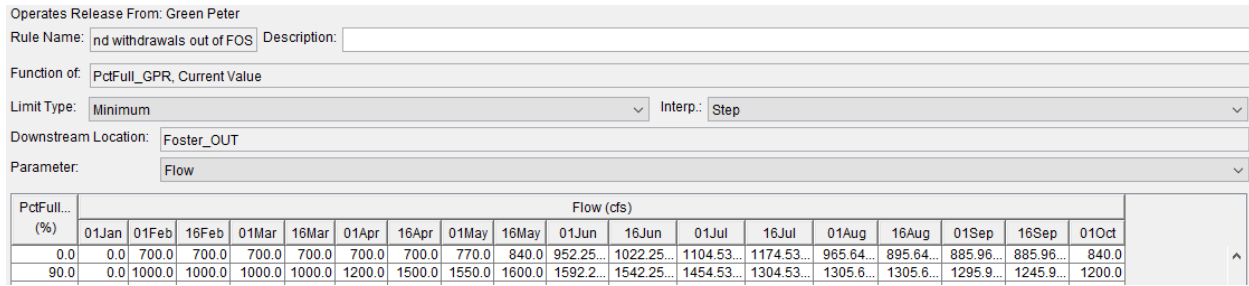 Operates Release From: Green Peter
Rule Name: nd withdrawals out of FOS Description:
Function of: PctFull_GPR, Current Value
Limit Type: Minimum Interp.: Step
Downstream Location: Foster_OUT
Parameter: Flow
PctFull... Flow (cfs)
(%) 01Jan 01Feb 16Feb 01Mar 16Mar 01Apr 16Apr 01May 16May 01Jun 16Jun 01Jul 16Jul 01Aug 16Aug 01Sep 16Sep 01Oct
0.0 0.0 700.0 700.0 700.0 700.0 700.0 700.0 770.0 840.0 952.25... 1022.25... 1104.53... 1174.53... 965.64... 895.64... 885.96... 885.96... 840.0
90.0 0.0 1000.0 1000.0 1000.0 1000.0 1200.0 1500.0 1550.0 1600.0 1592.2... 1542.25... 1454.53... 1304.53... 1305.6... 1305.6... 1295.9... 1245.9... 1200.0